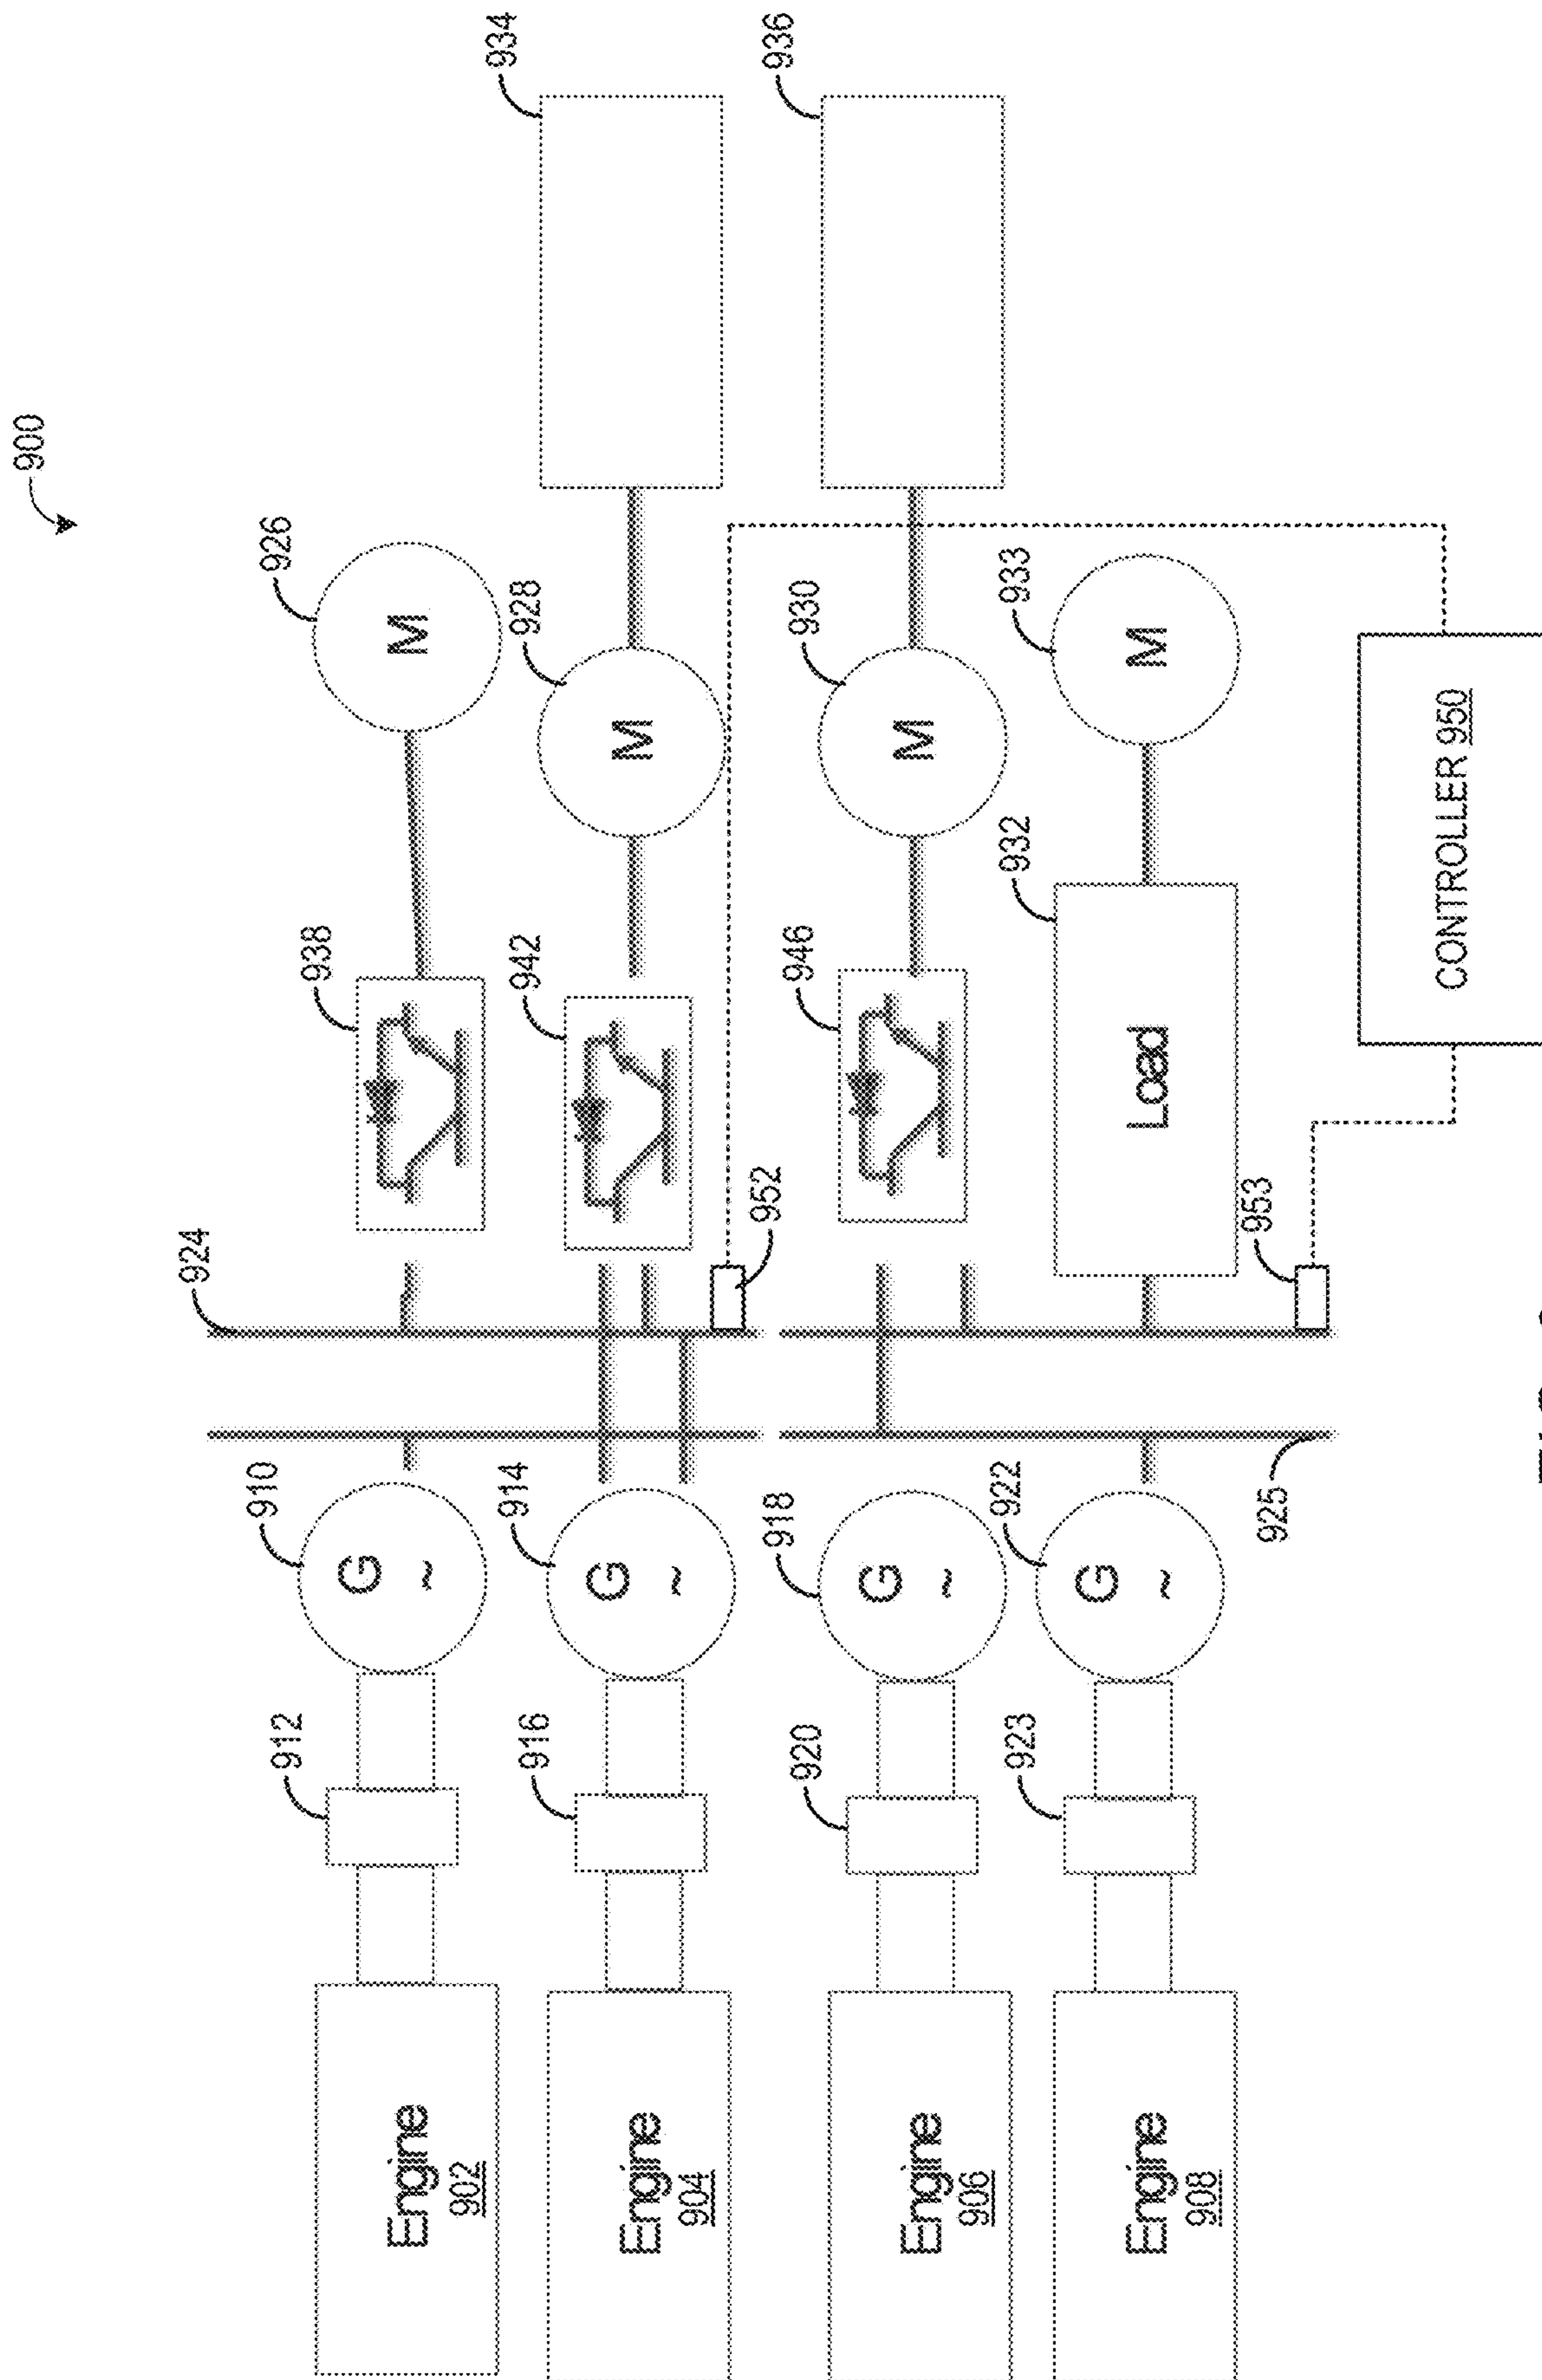 900
934
936
926
928
930
933
938
942
946
932
Load
924
952
953
M
M
M
M
CONTROLLER 950
910
914
918
922
925
G
~
G
~
G
~
G
~
912
916
920
923
Engine
902
Engine
904
Engine
906
Engine
908